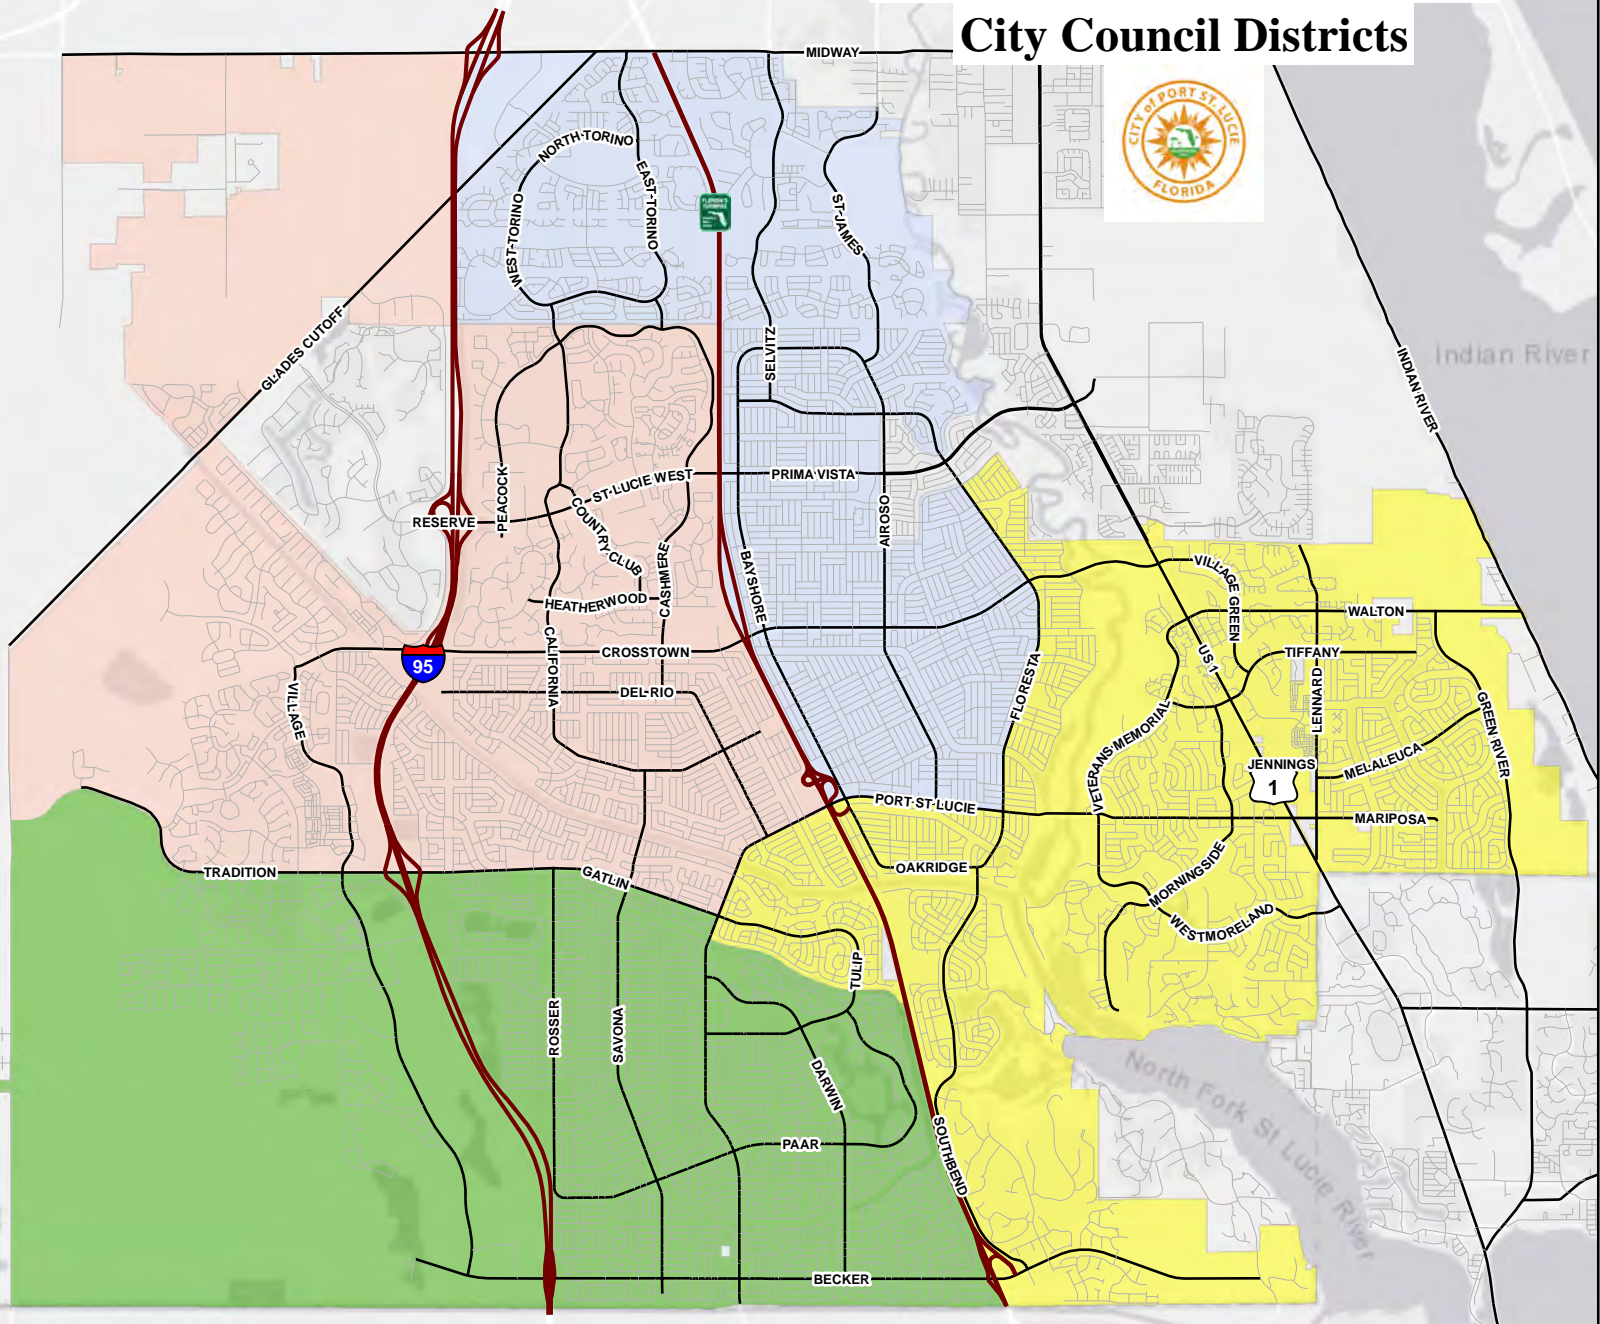 City Council Districts
MIDWAY
CITY of PORT ST. LUCIE
FLORIDA
NORTH-TORINO
EAST-TORINO
WEST-TORINO
FLORIDA'S
TURNPIKE
ST-JAMES
GLADES CUTOFF
SELVITZ
INDIAN RIVER
Indian River
PEACOCK
ST-LUCIE WEST
PRIMA VISTA
RESERVE
COUNTRY CLUB
AIROSO
CASHMERE
BAYSHORE
HEATHERWOOD
VILLAGE GREEN
WALTON
CALIFORNIA
CROSSTOWN
US 1
TIFFANY
95
DEL-RIO
FLORESTA
LENNARD
VILLAGE
VETERANS-MEMORIAL
GREEN RIVER
JENNINGS
1
MELALEUCA
PORT-ST-LUCIE
MARIPOSA
TRADITION
GATLIN
OAKRIDGE
MORNINGSIDE
WESTMORELAND
TULIP
ROSSER
SAVONA
DARWIN
North Fork St Lucie River
PAAR
SOUTHBEND
BECKER